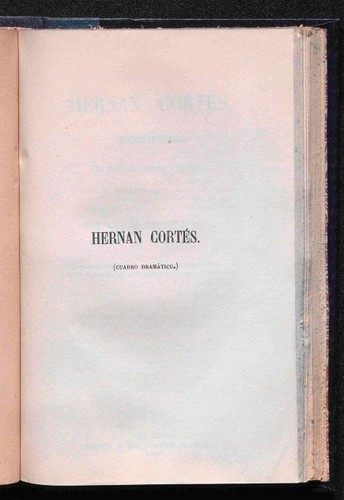 HERNAN CORTÉS.
(CUADRO DRAMÁTICO.)